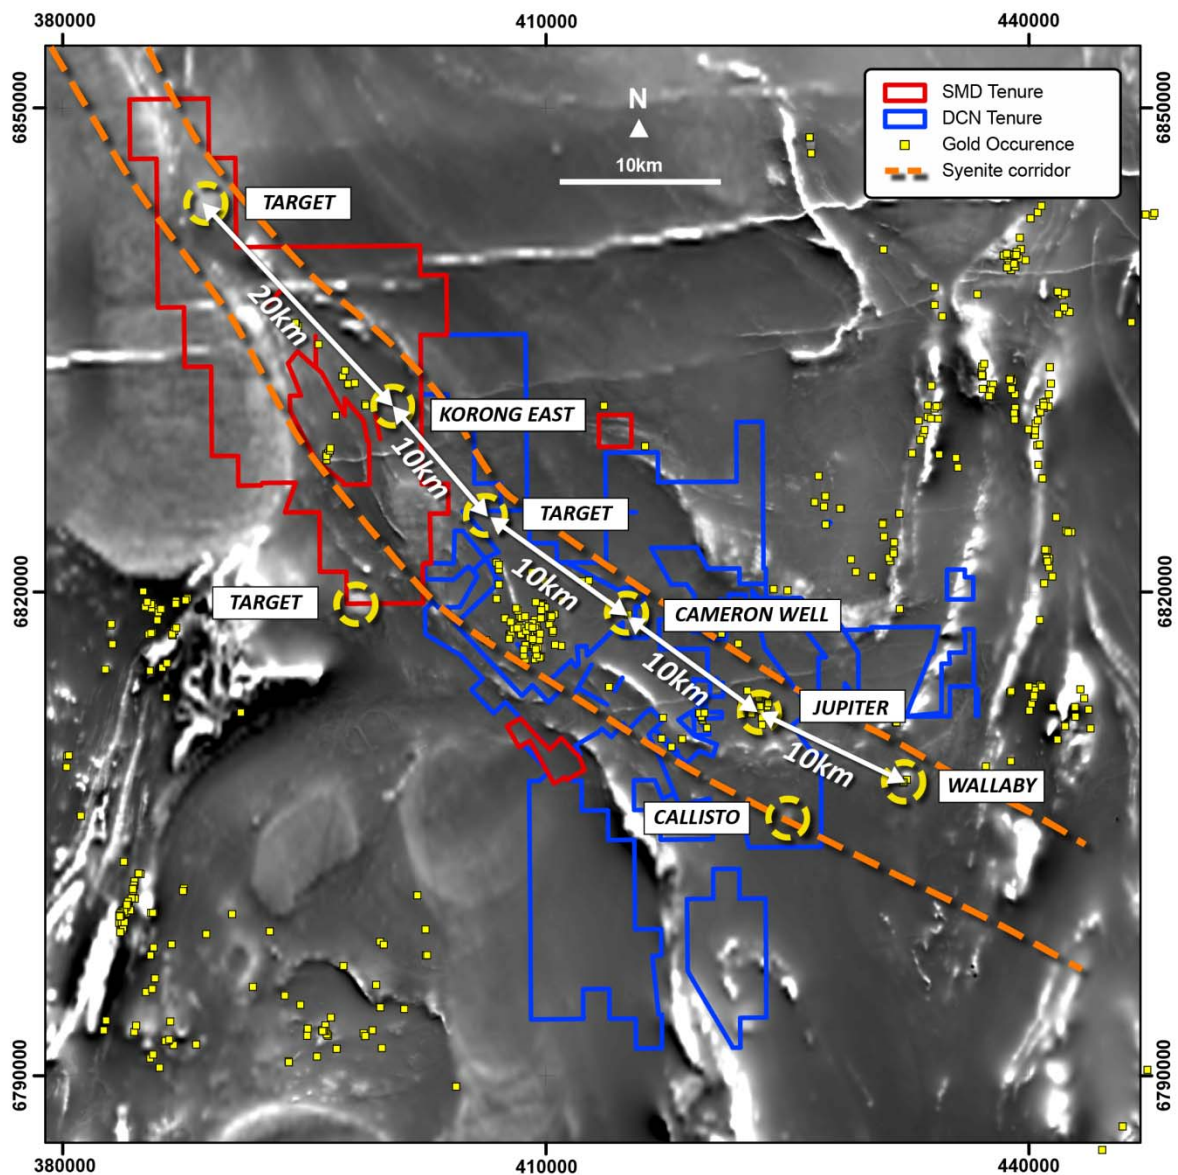 380000
410000
440000
6850000
6850000
SMD Tenure
DCN Tenure
Gold Occurence
Syenite corridor
N
10km
TARGET
20km
KORONG EAST
10km
TARGET
10km
6820000
6820000
TARGET
CAMERON WELL
10km
JUPITER
10km
WALLABY
CALLISTO
6790000
6790000
380000
410000
440000